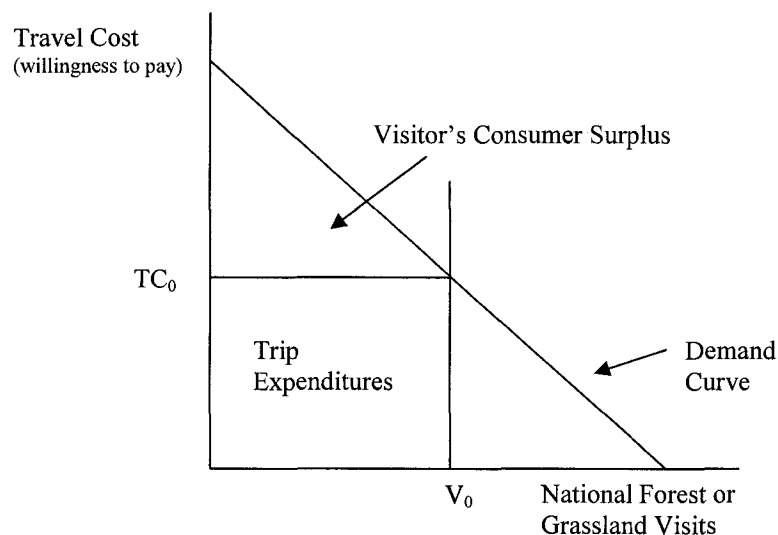 Travel Cost
(willingness to pay)
Visitor's Consumer Surplus
TC₀
Trip
Expenditures
Demand
Curve
V₀
National Forest or
Grassland Visits